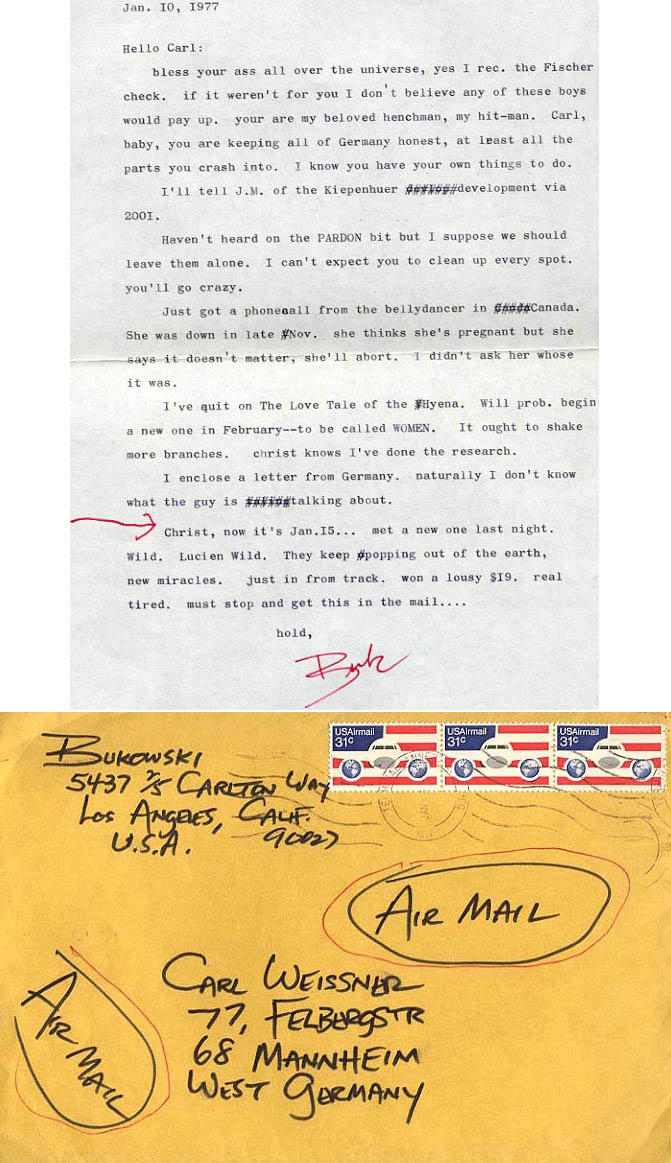 Jan. IO, 1977
Hello Carl:
bless your ass all over the universe, yes I rec. the Fischer
check. if it weren't for you I don't believe any of these boys
would pay up. your are my beloved henchman, my hit-man. Carl,
baby, you are keeping all of Germany honest, at least all the
parts you crash into. I know you have your own things to do.
I'll tell J.M. of the Kiepenhuer #######development via
200I.
Haven't heard on the PARDON bit but I suppose we should
leave them alone. I can't expect you to clean up every spot.
you'll go crazy.
Just got a phonecall from the bellydancer in #####Canada.
She was down in late #Nov. she thinks she's pregnant but she
says it doesn't matter, she'll abort. I didn't ask her whose
it was.
I've quit on The Love Tale of the #Hyena. Will prob. begin
a new one in February--to be called WOMEN. It ought to shake
more branches. christ knows I've done the research.
I enclose a letter from Germany. naturally I don't know
what the guy is ######talking about.
Christ, now it's Jan.I5... met a new one last night.
Wild. Lucien Wild. They keep #popping out of the earth,
new miracles. just in from track. won a lousy $I9. real
tired. must stop and get this in the mail....
hold,
Buk
BUKOWSKI
5437 2/5 CARLTON WAY
LOS ANGELES, CALIF.
U.S.A. 90027
USAirmail
31c
USAirmail
31c
USAirmail
31c
AIR MAIL
AIR MAIL
CARL WEISSNER
77, FELBERGSTR
68 MANNHEIM
WEST GERMANY